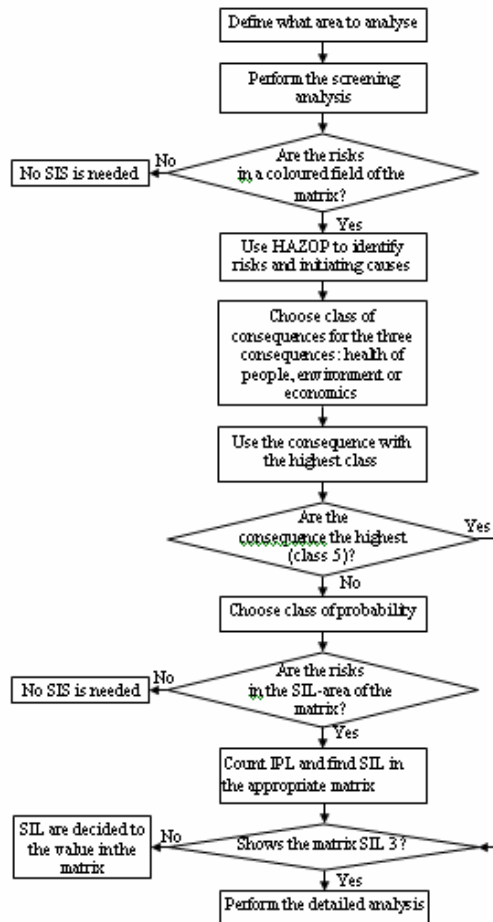 Define what area to analyse
Perform the screening
analysis
Are the risks
in a coloured field of the
matrix?
No
No SIS is needed
Yes
Use HAZOP to identify
risks and initiating causes
Choose class of
consequences for the three
consequences: health of
people, environment or
economics
Use the consequence with
the highest class
Are the
consequence the highest
(class 5)?
Yes
No
Choose class of probability
Are the risks
in the SIL-area of the
matrix?
No
No SIS is needed
Yes
Count IPL and find SIL in
the appropriate matrix
Shows the matrix SIL 3?
No
SIL are decided to
the value in the
matrix
Yes
Perform the detailed analysis